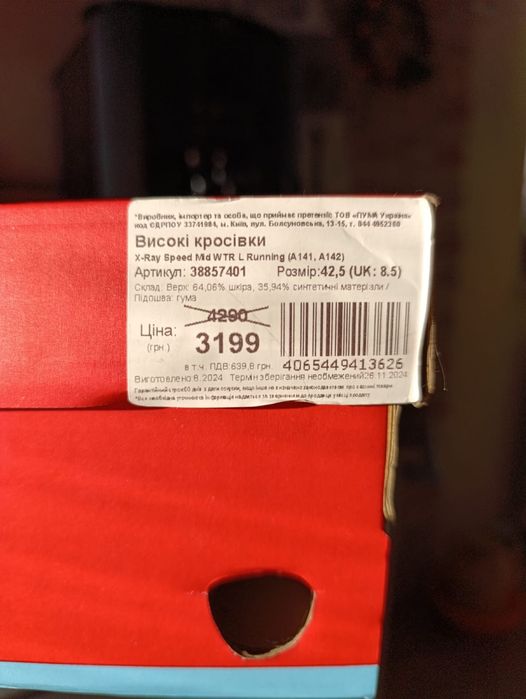 *Виробник, імпортер та особа, що приймає претензії: ТОВ «ПУМА Україна»
код ЄДРПОУ 33741984, м. Київ, вул. Болсуновська, 13-15, т. 044 4952360
Високі кросівки
X-Ray Speed Mid WTR L Running (A141, A142)
Артикул: 38857401 Розмір:42,5 (UK: 8.5)
Склад: Верх: 64,06% шкіра, 35,94% синтетичні матеріали /
Підошва: гума
4290
Ціна: 3199
(грн.)
в т.ч. ПДВ:639,8 грн.
4065449413626
Виготовлено:8.2024 Термін зберігання необмежений 26.11.2024